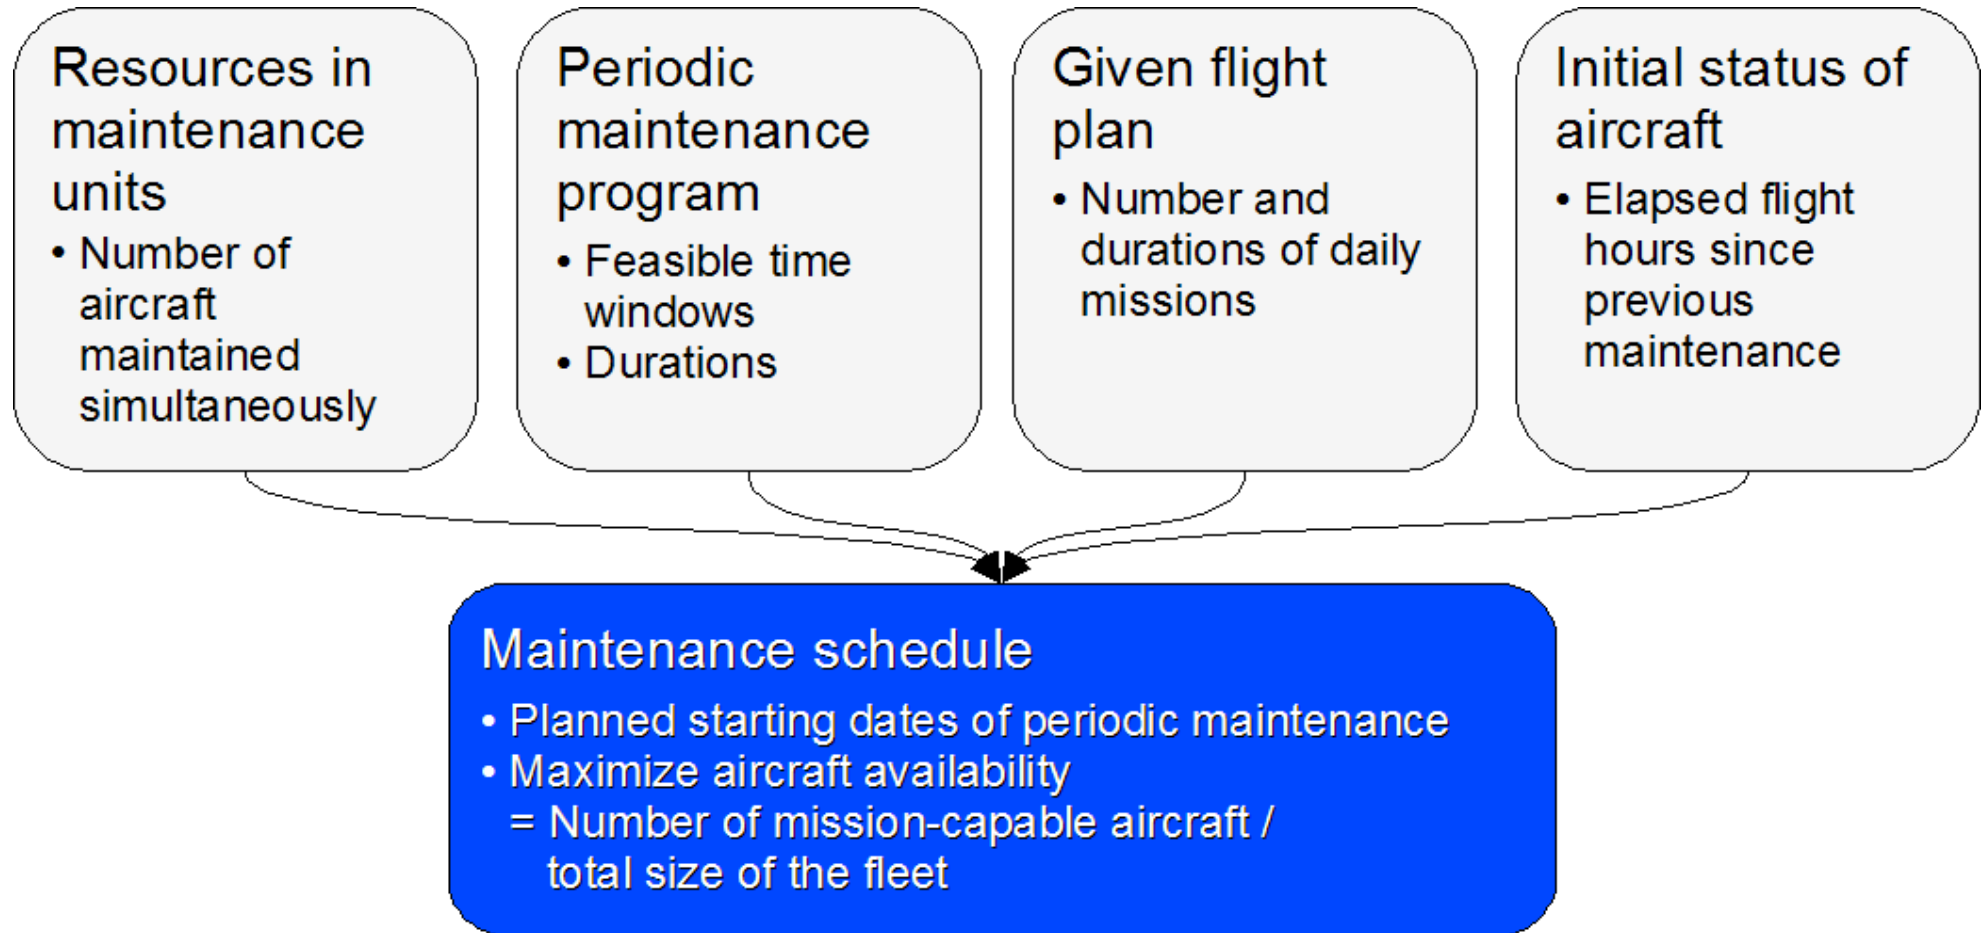 Resources in
maintenance
units
• Number of
aircraft
maintained
simultaneously
Periodic
maintenance
program
• Feasible time
windows
• Durations
Given flight
plan
• Number and
durations of daily
missions
Initial status of
aircraft
• Elapsed flight
hours since
previous
maintenance
Maintenance schedule
• Planned starting dates of periodic maintenance
• Maximize aircraft availability
= Number of mission-capable aircraft /
total size of the fleet